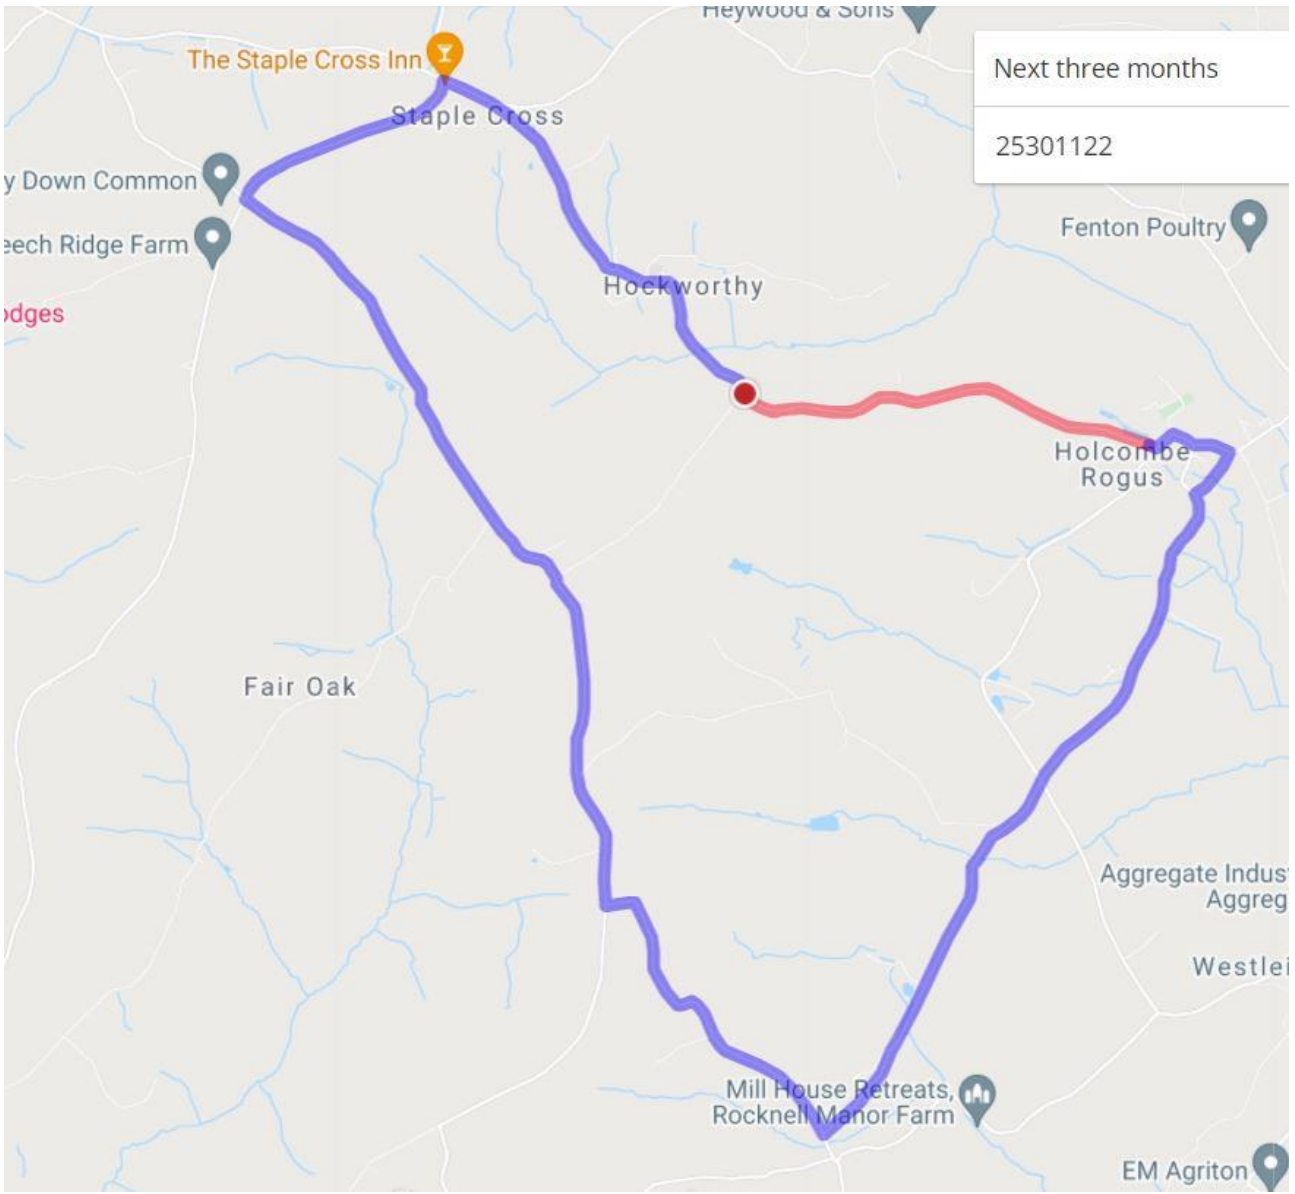 Heywood & Sons
The Staple Cross Inn
Next three months
Staple Cross
25301122
y Down Common
Fenton Poultry
eech Ridge Farm
Hockworthy
odges
Holcombe
Rogus
Fair Oak
Aggregate Indus
Aggreg
Westlei
Mill House Retreats,
Rocknell Manor Farm
EM Agriton